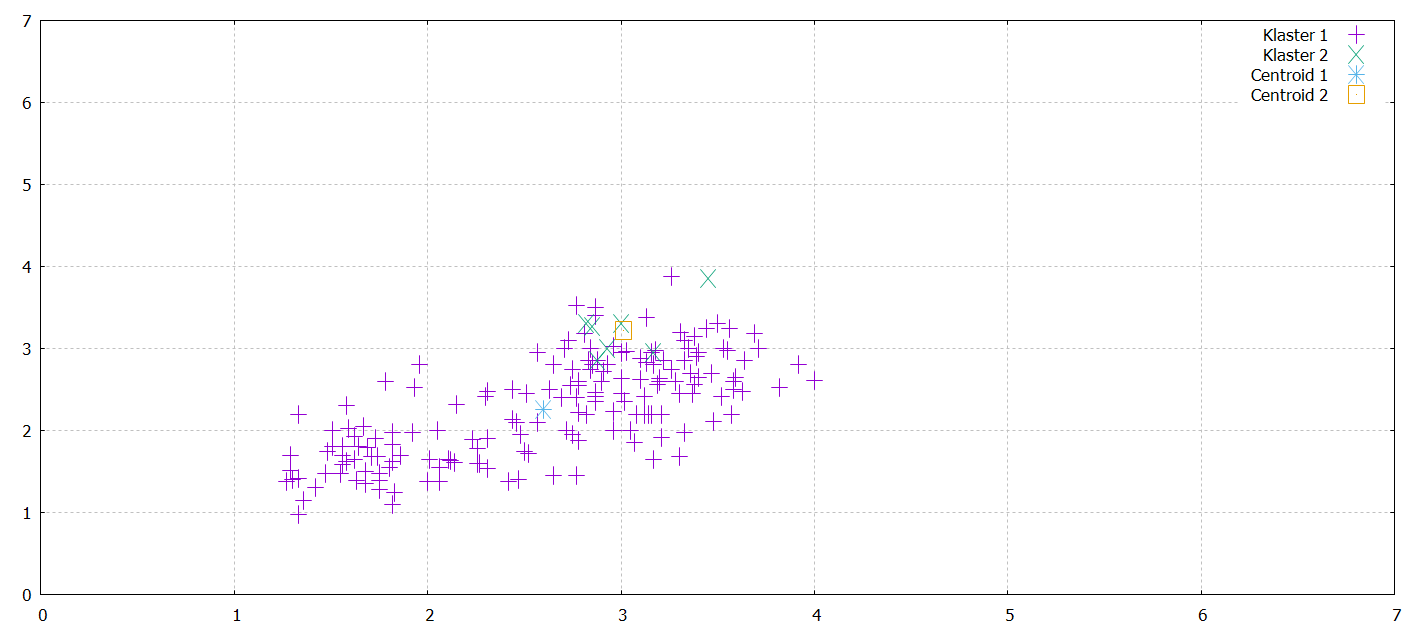 7
6
5
4
3
2
1
0
Klaster 1
Klaster 2
Centroid 1
Centroid 2
0 1 2 3 4 5 6 7